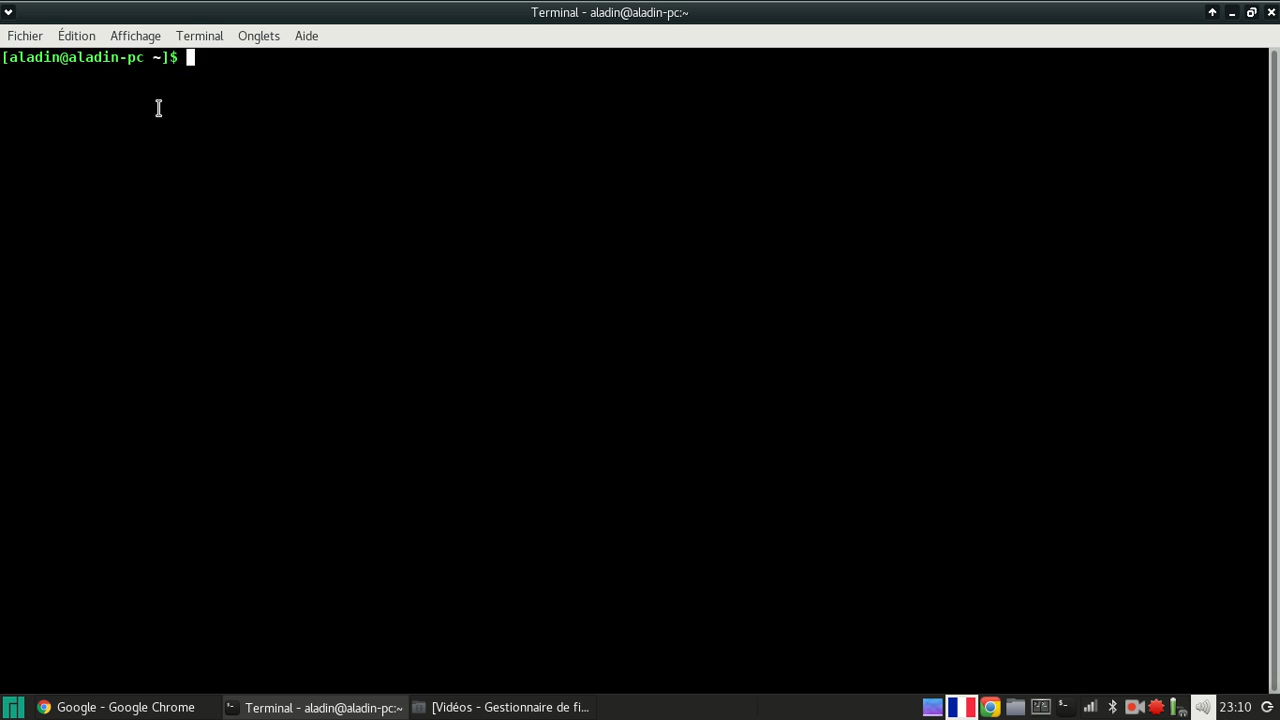 Terminal - aladin@aladin-pc:~
Fichier Édition Affichage Terminal Onglets Aide
[aladin@aladin-pc ~]$
Google - Google Chrome
Terminal - aladin@aladin-pc:~
[Vidéos - Gestionnaire de fi...
23:10